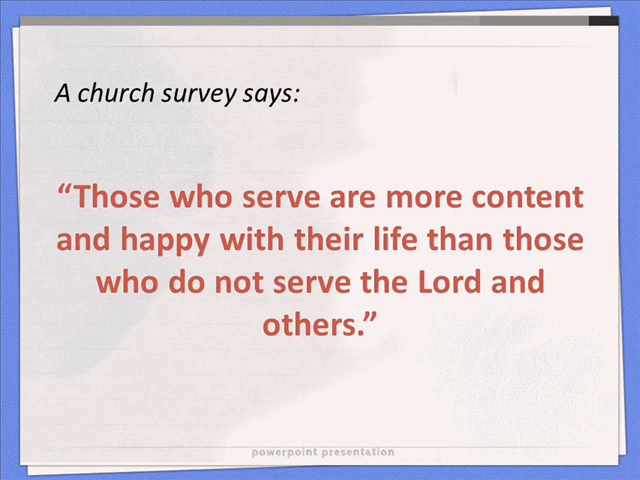 A church survey says:
“Those who serve are more content
and happy with their life than those
who do not serve the Lord and
others.”
powerpoint presentation